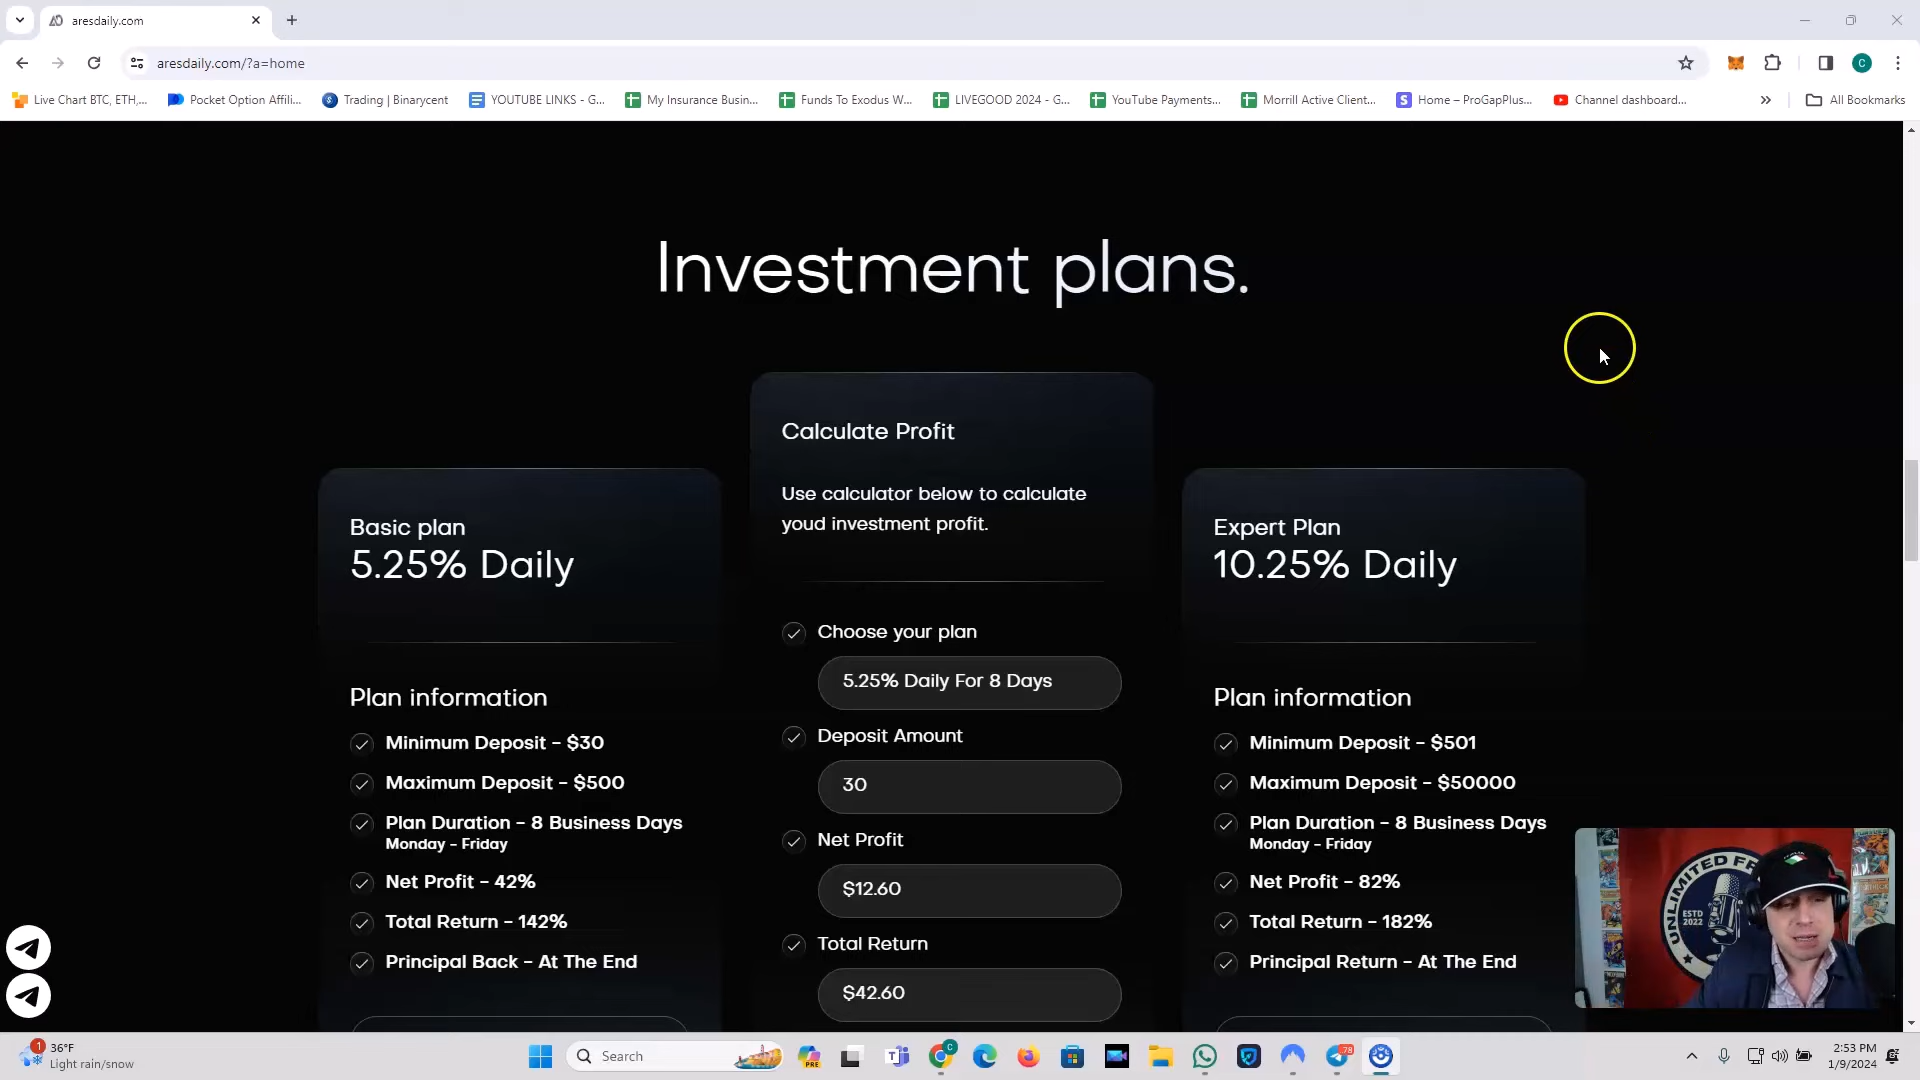 aresdaily.com
aresdaily.com/?a=home
C
Live Chart BTC, ETH,...
Pocket Option Affili...
Trading | Binarycent
YOUTUBE LINKS - G...
My Insurance Busin...
Funds To Exodus W...
LIVEGOOD 2024 - G...
YouTube Payments...
Morrill Active Client...
Home – ProGapPlus...
Channel dashboard...
All Bookmarks
Investment plans.
Calculate Profit
Use calculator below to calculate
youd investment profit.
Choose your plan
5.25% Daily For 8 Days
Deposit Amount
30
Net Profit
$12.60
Total Return
$42.60
Basic plan
5.25% Daily
Plan information
Minimum Deposit - $30
Maximum Deposit - $500
Plan Duration - 8 Business Days
Monday - Friday
Net Profit - 42%
Total Return - 142%
Principal Back - At The End
Expert Plan
10.25% Daily
Plan information
Minimum Deposit - $501
Maximum Deposit - $50000
Plan Duration - 8 Business Days
Monday - Friday
Net Profit - 82%
Total Return - 182%
Principal Return - At The End
UNLIMITED
ESTD
2022
1
36°F
Light rain/snow
Search
PRE
C
78
2:53 PM
1/9/2024